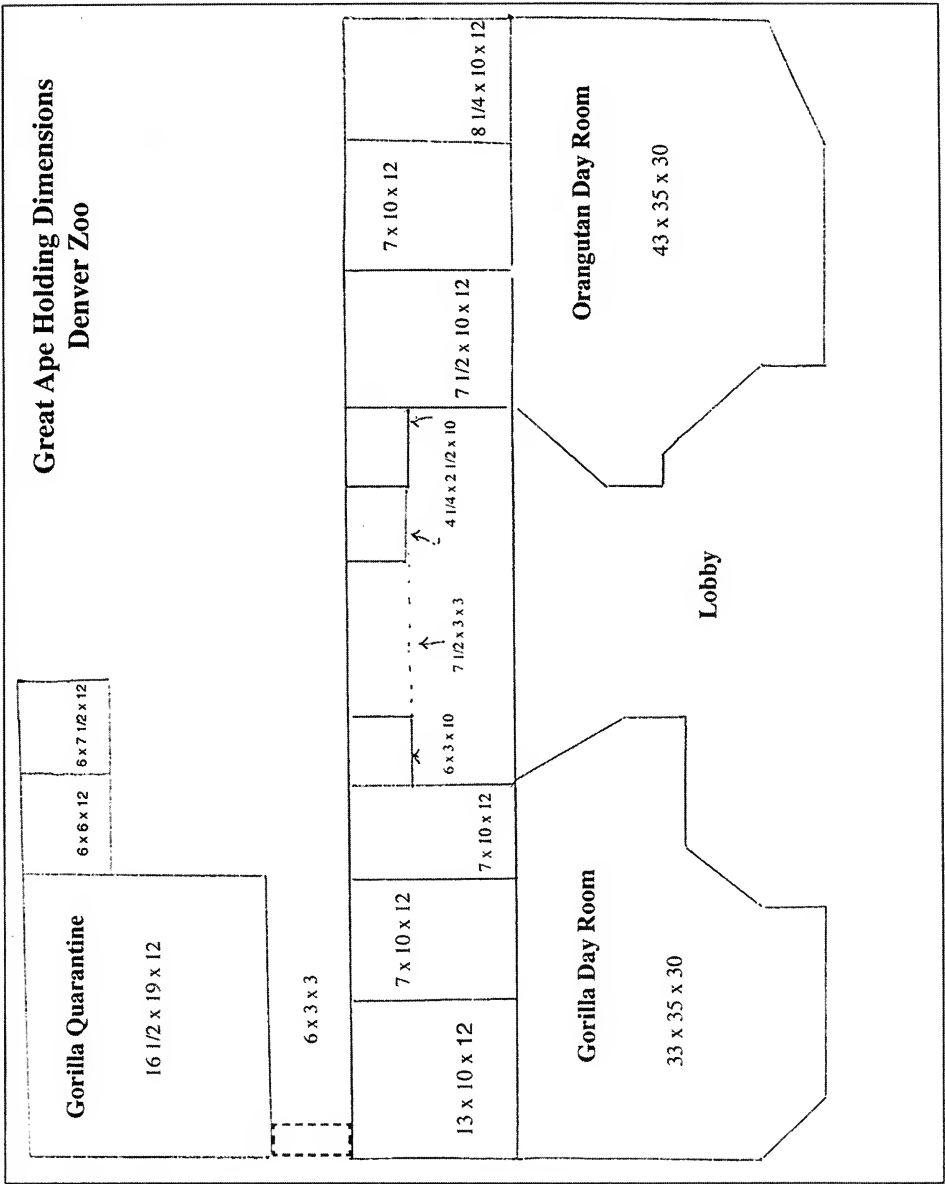 Great Ape Holding Dimensions
Denver Zoo
Gorilla Quarantine
16 1/2 x 19 x 12
6 x 6 x 12
6 x 7 1/2 x 12
6 x 3 x 3
13 x 10 x 12
7 x 10 x 12
7 x 10 x 12
6 x 3 x 10
7 1/2 x 3 x 3
4 1/4 x 2 1/2 x 10
7 1/2 x 10 x 12
7 x 10 x 12
8 1/4 x 10 x 12
Gorilla Day Room
33 x 35 x 30
Lobby
Orangutan Day Room
43 x 35 x 30